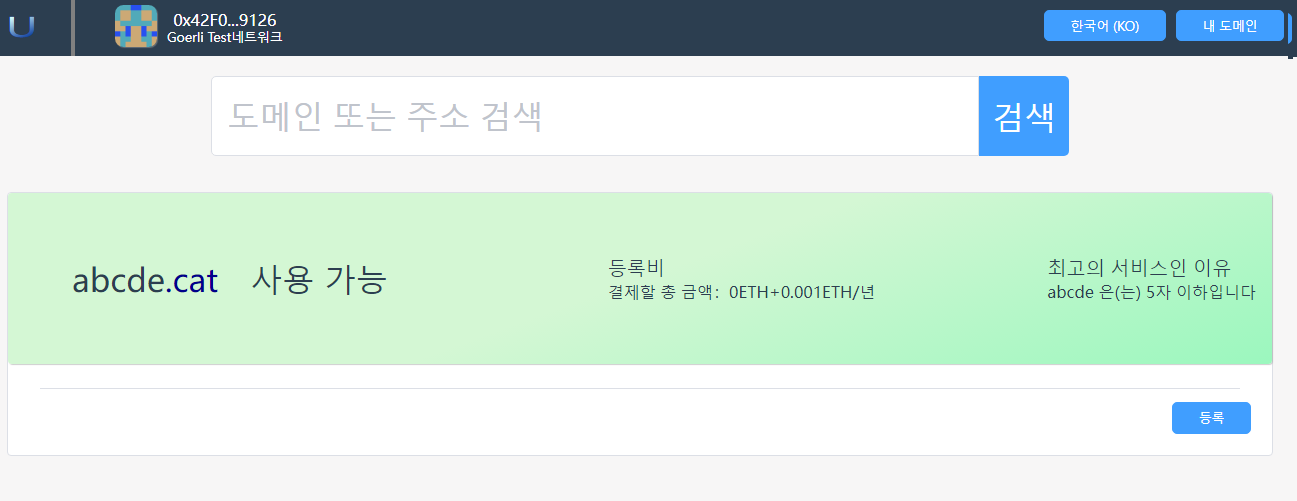 U
0x42F0...9126
Goerli Test네트워크
한국어 (KO)
내 도메인
도메인 또는 주소 검색
검색
abcde.cat 사용 가능
등록비
결제할 총 금액: 0ETH+0.001ETH/년
최고의 서비스인 이유
abcde 은(는) 5자 이하입니다
등록